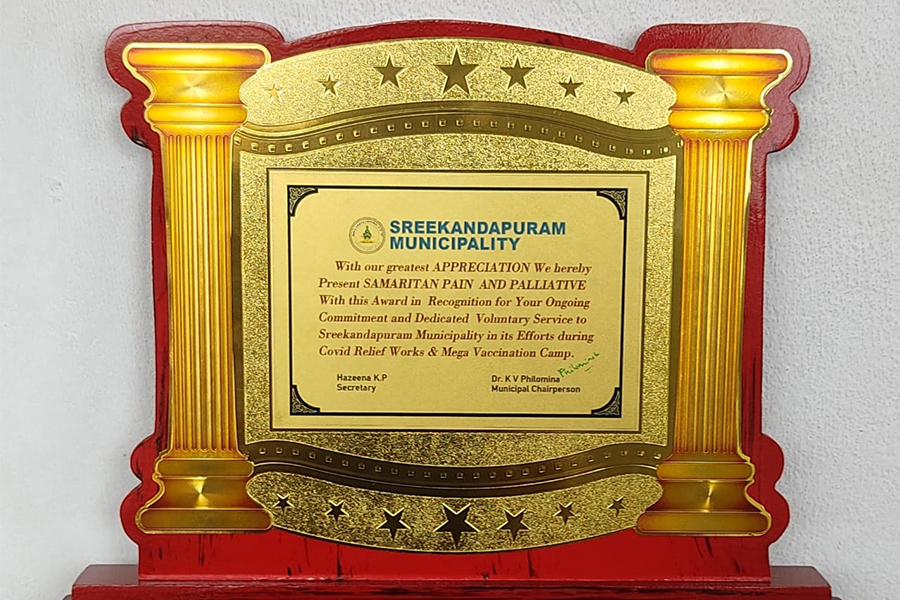 SREEKANDAPURAM
MUNICIPALITY
With our greatest APPRECIATION We hereby
Present SAMARITAN PAIN AND PALLIATIVE
With this Award in Recognition for Your Ongoing
Commitment and Dedicated Voluntary Service to
Sreekandapuram Municipality in its Efforts during
Covid Relief Works & Mega Vaccination Camp.
Philomina
Hazeena K.P
Secretary
Dr. K V Philomina
Municipal Chairperson